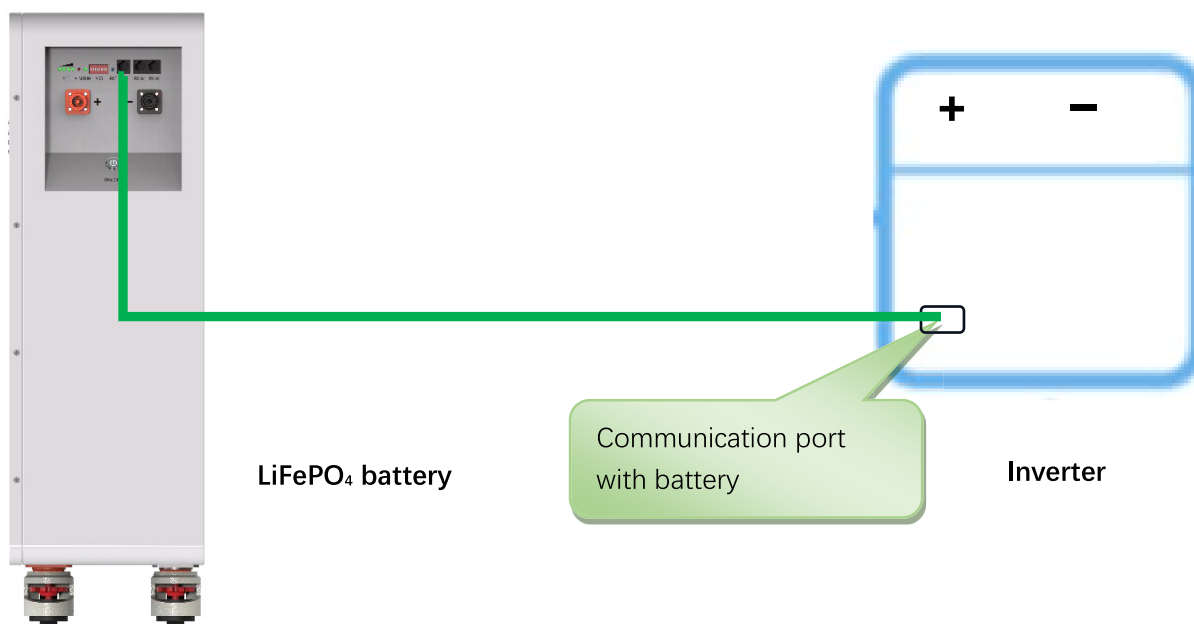 + −
+ −
Communication port
with battery
LiFePO₄ battery
Inverter